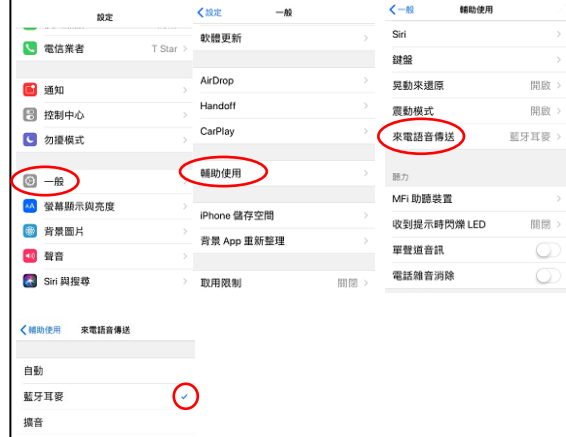 設定
電信業者 T Star
通知
控制中心
勿擾模式
一般
螢幕顯示與亮度
背景圖片
聲音
Siri 與搜尋
設定 一般
軟體更新
AirDrop
Handoff
CarPlay
輔助使用
iPhone 儲存空間
背景 App 重新整理
取用限制 關閉
一般 輔助使用
Siri
鍵盤
晃動來還原 開啟
震動模式 開啟
來電語音傳送 藍牙耳麥
聽力
MFi 助聽裝置
收到提示時閃爍 LED 關閉
單聲道音訊
電話雜音消除
輔助使用 來電語音傳送
自動
藍牙耳麥
擴音